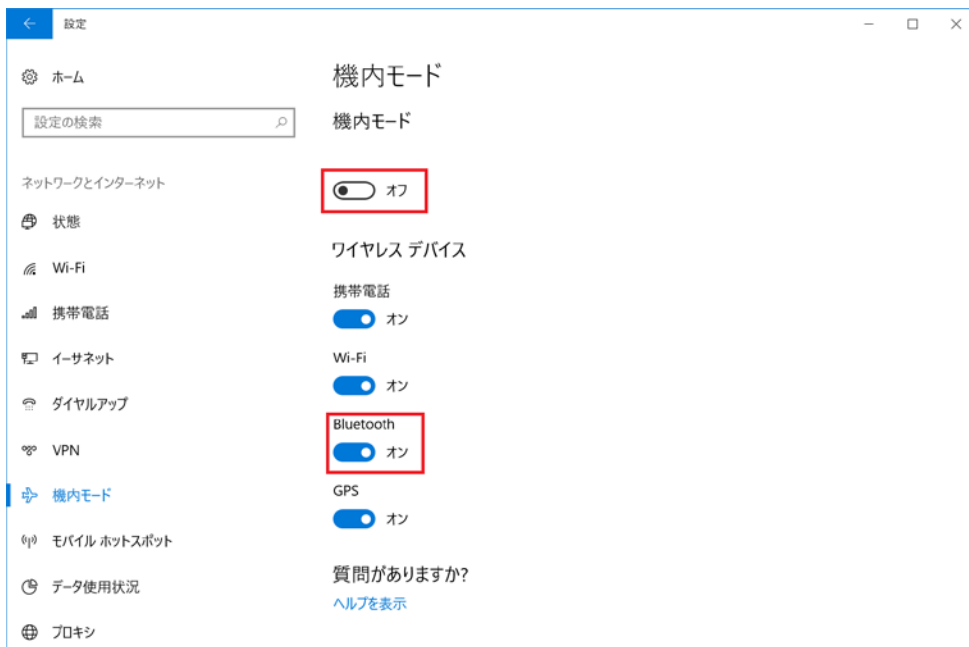 設定
ホーム
設定の検索
ネットワークとインターネット
状態
Wi-Fi
携帯電話
イーサネット
ダイヤルアップ
VPN
機内モード
モバイル ホットスポット
データ使用状況
プロキシ
機内モード
機内モード
オフ
ワイヤレス デバイス
携帯電話
オン
Wi-Fi
オン
Bluetooth
オン
GPS
オン
質問がありますか?
ヘルプを表示